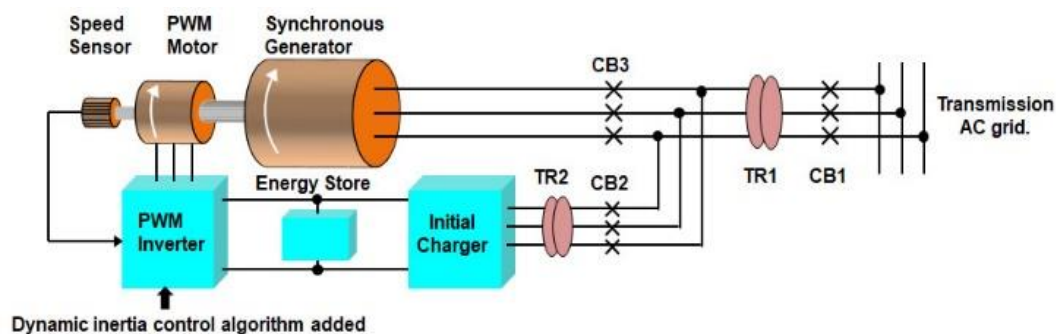 Speed
Sensor
PWM
Motor
Synchronous
Generator
CB3
Transmission
AC grid.
TR1
CB1
Energy Store
TR2
CB2
PWM
Inverter
Initial
Charger
Dynamic inertia control algorithm added